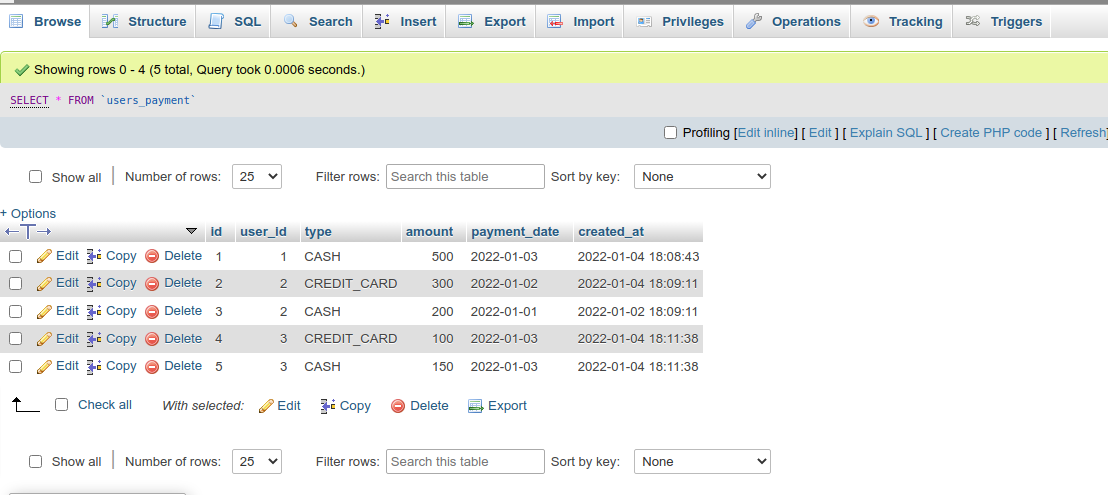 Browse Structure SQL Search Insert Export Import Privileges Operations Tracking Triggers
Showing rows 0 - 4 (5 total, Query took 0.0006 seconds.)
SELECT * FROM `users_payment`
Profiling [Edit inline] [ Edit ] [ Explain SQL ] [ Create PHP code ] [ Refresh]
Show all Number of rows: 25 Filter rows: Search this table Sort by key: None
+ Options
←T→ id user_id type amount payment_date created_at
Edit Copy Delete 1 1 CASH 500 2022-01-03 2022-01-04 18:08:43
Edit Copy Delete 2 2 CREDIT_CARD 300 2022-01-02 2022-01-04 18:09:11
Edit Copy Delete 3 2 CASH 200 2022-01-01 2022-01-02 18:09:11
Edit Copy Delete 4 3 CREDIT_CARD 100 2022-01-03 2022-01-04 18:11:38
Edit Copy Delete 5 3 CASH 150 2022-01-03 2022-01-04 18:11:38
Check all With selected: Edit Copy Delete Export
Show all Number of rows: 25 Filter rows: Search this table Sort by key: None